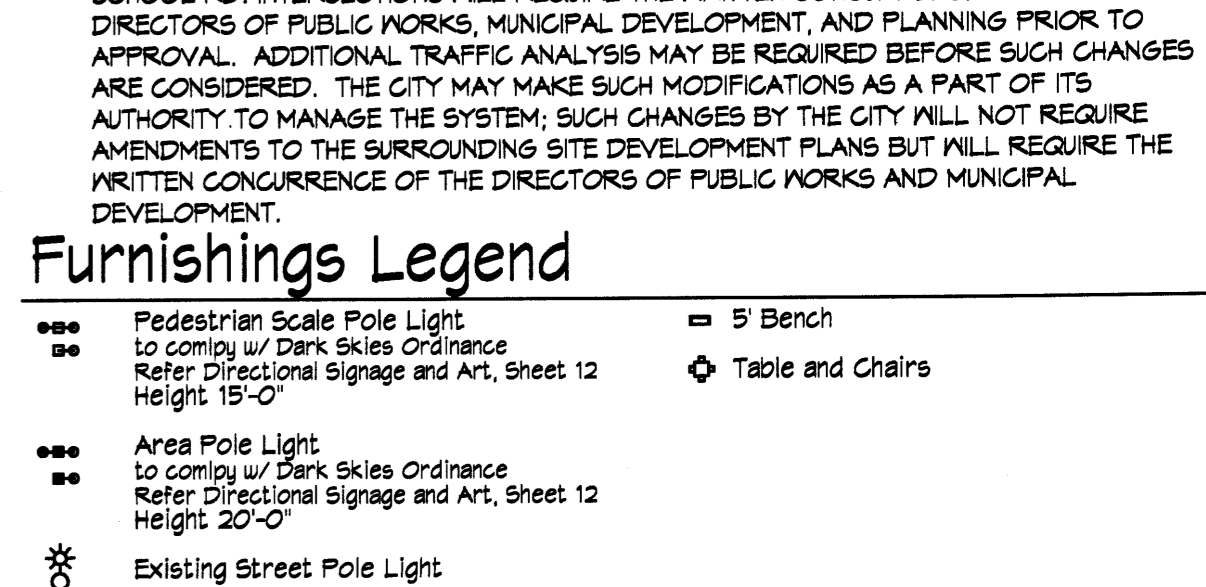 DIRECTORS OF PUBLIC WORKS, MUNICIPAL DEVELOPMENT, AND PLANNING PRIOR TO
APPROVAL. ADDITIONAL TRAFFIC ANALYSIS MAY BE REQUIRED BEFORE SUCH CHANGES
ARE CONSIDERED. THE CITY MAY MAKE SUCH MODIFICATIONS AS A PART OF ITS
AUTHORITY.TO MANAGE THE SYSTEM; SUCH CHANGES BY THE CITY WILL NOT REQUIRE
AMENDMENTS TO THE SURROUNDING SITE DEVELOPMENT PLANS BUT WILL REQUIRE THE
WRITTEN CONCURRENCE OF THE DIRECTORS OF PUBLIC WORKS AND MUNICIPAL
DEVELOPMENT.
Furnishings Legend
Pedestrian Scale Pole Light
to comlpy w/ Dark Skies Ordinance
Refer Directional Signage and Art, Sheet 12
Height 15'-0"
Area Pole Light
to comlpy w/ Dark Skies Ordinance
Refer Directional Signage and Art, Sheet 12
Height 20'-0"
Existing Street Pole Light
5' Bench
Table and Chairs